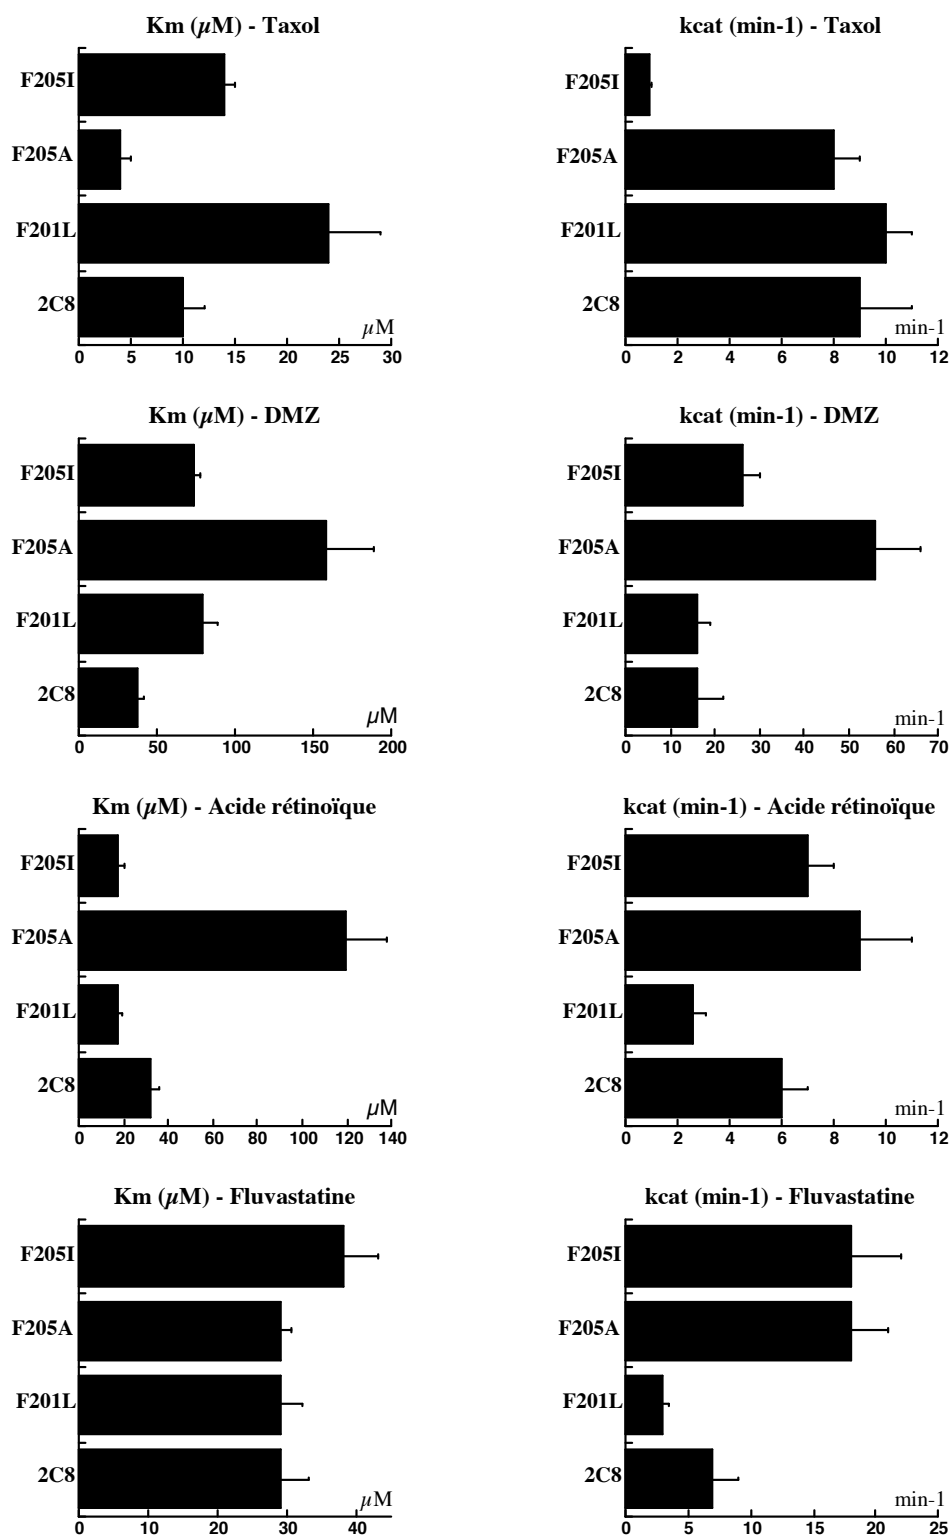 Km (µM) - Taxol
F205I
F205A
F201L
2C8
µM
0 5 10 15 20 25 30
kcat (min-1) - Taxol
F205I
F205A
F201L
2C8
min-1
0 2 4 6 8 10 12
Km (µM) - DMZ
F205I
F205A
F201L
2C8
µM
0 50 100 150 200
kcat (min-1) - DMZ
F205I
F205A
F201L
2C8
min-1
0 10 20 30 40 50 60 70
Km (µM) - Acide rétinoïque
F205I
F205A
F201L
2C8
µM
0 20 40 60 80 100 120 140
kcat (min-1) - Acide rétinoïque
F205I
F205A
F201L
2C8
min-1
0 2 4 6 8 10 12
Km (µM) - Fluvastatine
F205I
F205A
F201L
2C8
µM
0 10 20 30 40
kcat (min-1) - Fluvastatine
F205I
F205A
F201L
2C8
min-1
0 5 10 15 20 25